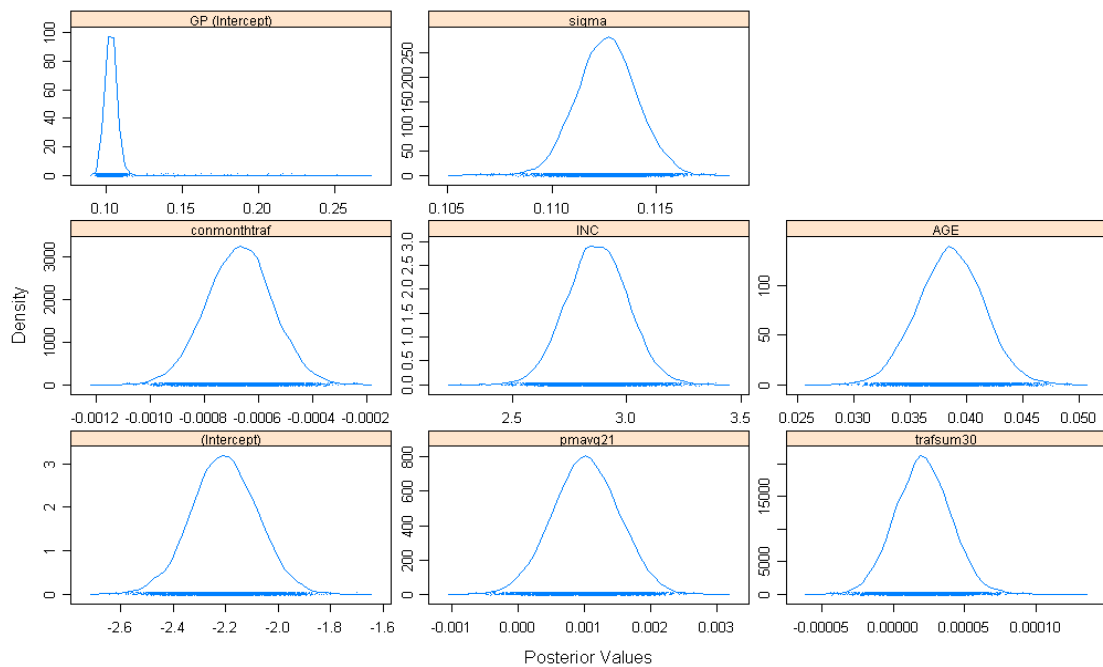 GP (Intercept)
sigma
0 20 40 60 80 100
0 50 100 150 200 250
0.10 0.15 0.20 0.25
0.105 0.110 0.115
conmonthtraf
INC
AGE
0 1000 2000 3000
0.0 0.5 1.0 1.5 2.0 2.5 3.0
0 50 100
-0.0012 -0.0010 -0.0008 -0.0006 -0.0004 -0.0002
2.5 3.0 3.5
0.025 0.030 0.035 0.040 0.045 0.050
Density
(Intercept)
pmavg21
trafsum30
0 1 2 3
0 200 400 600 800
0 5000 15000
-2.6 -2.4 -2.2 -2.0 -1.8 -1.6
-0.001 0.000 0.001 0.002 0.003
-0.00005 0.00000 0.00005 0.00010
Posterior Values